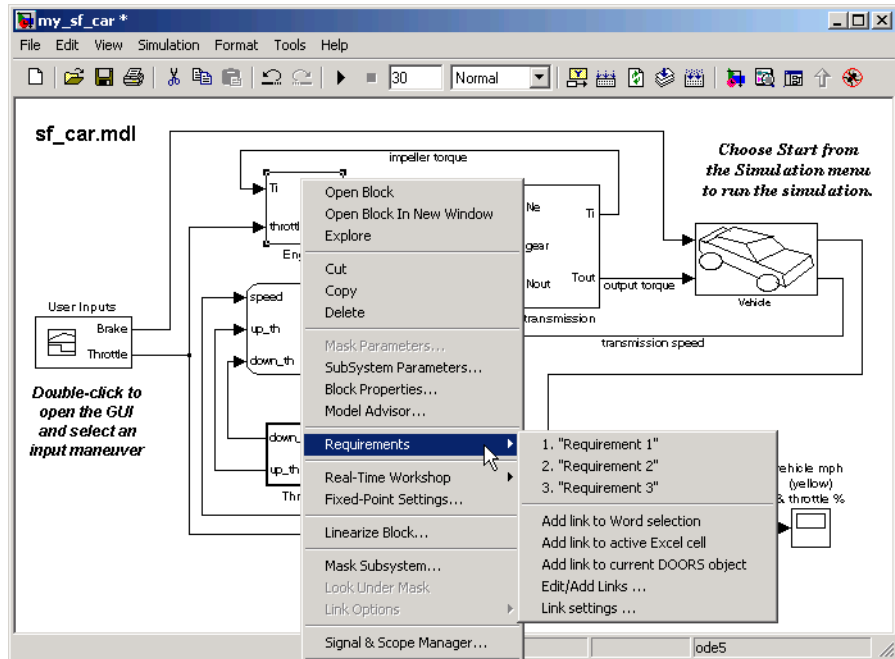 my_sf_car *
File Edit View Simulation Format Tools Help
30 Normal
sf_car.mdl
Choose Start from
the Simulation menu
to run the simulation.
impeller torque
Ti
thrott
En
Ne
gear
Nout
Ti
Tout
transmission
output torque
Vehicle
transmission speed
User Inputs
Brake
Throttle
Double-click to
open the GUI
and select an
input maneuver
speed
up_th
down_th
down_
up_th
Thr
Open Block
Open Block In New Window
Explore
Cut
Copy
Delete
Mask Parameters...
SubSystem Parameters...
Block Properties...
Model Advisor...
Requirements
Real-Time Workshop
Fixed-Point Settings...
Linearize Block...
Mask Subsystem...
Look Under Mask
Link Options
Signal & Scope Manager...
1. "Requirement 1"
2. "Requirement 2"
3. "Requirement 3"
Add link to Word selection
Add link to active Excel cell
Add link to current DOORS object
Edit/Add Links ...
Link settings ...
ehicle mph
(yellow)
& throttle %
ode5